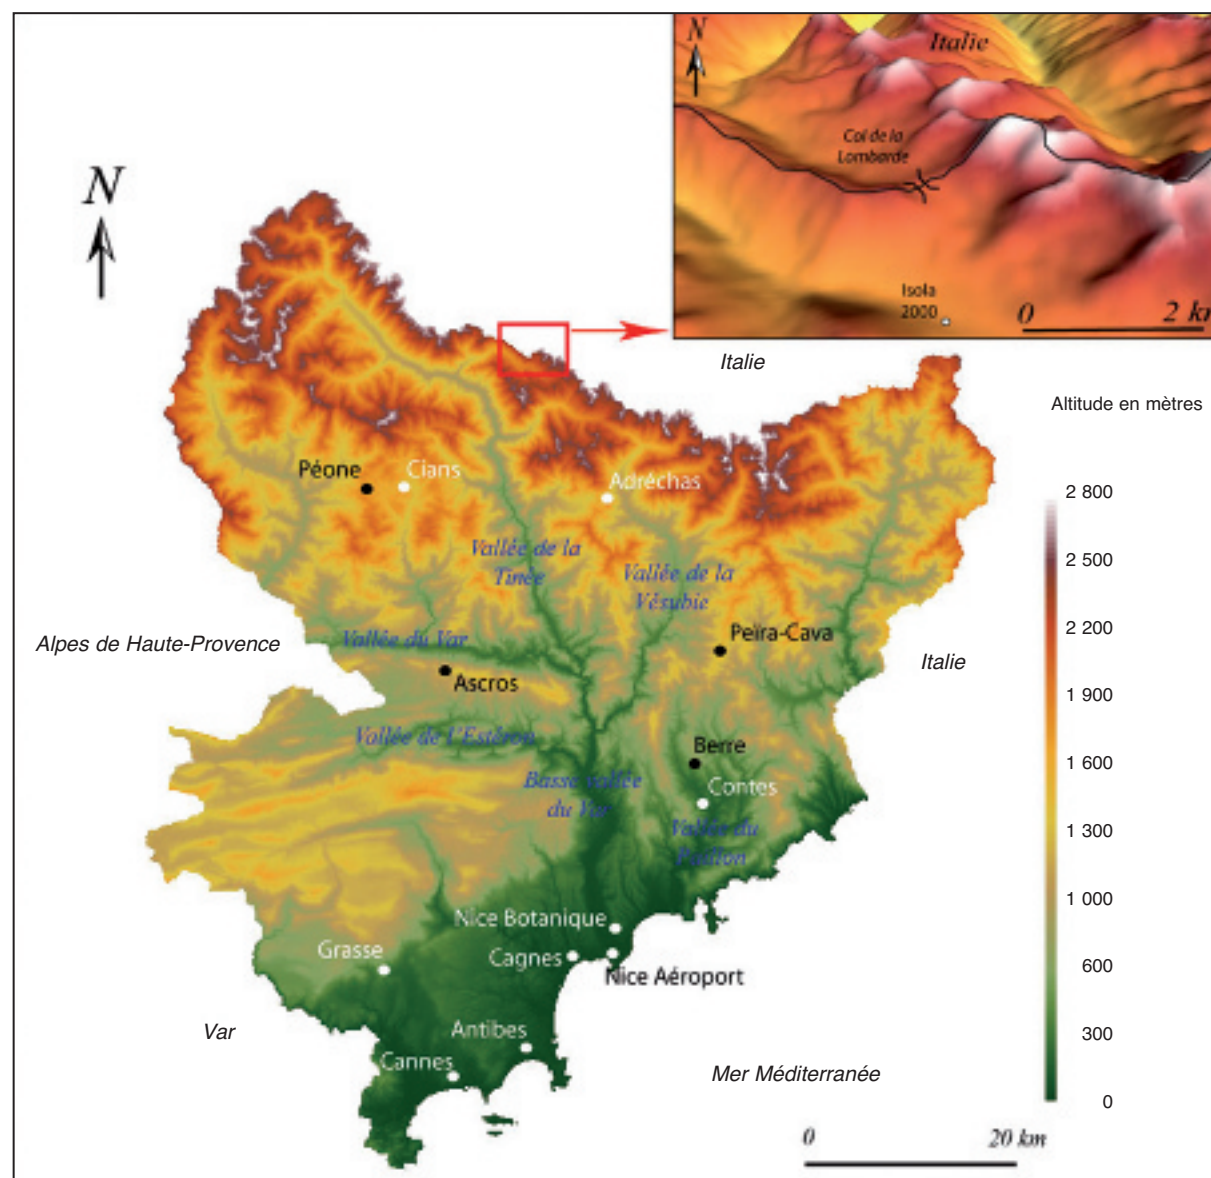 N
Italie
Col de la
Lombarde
Isola
2000
0
2 km
N
Italie
Altitude en mètres
2 800
2 500
2 200
1 900
1 600
1 300
1 000
600
300
0
Péone
Cians
Adréchas
Vallée de la
Tinée
Vallée de la
Vésubie
Alpes de Haute-Provence
Vallée du Var
Peïra-Cava
Italie
Ascros
Vallée de l'Estéron
Berre
Basse vallée
du Var
Contes
Vallée du
Paillon
Nice Botanique
Grasse
Cagnes
Nice Aéroport
Var
Antibes
Cannes
Mer Méditerranée
0
20 km